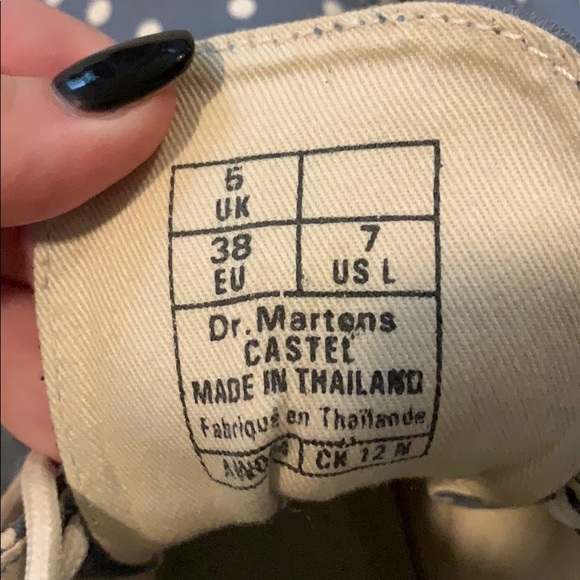 5
UK
38
EU
7
US L
Dr. Martens
CASTEL
MADE IN THAILAND
Fabriqué en Thaïlande
CK 12 N